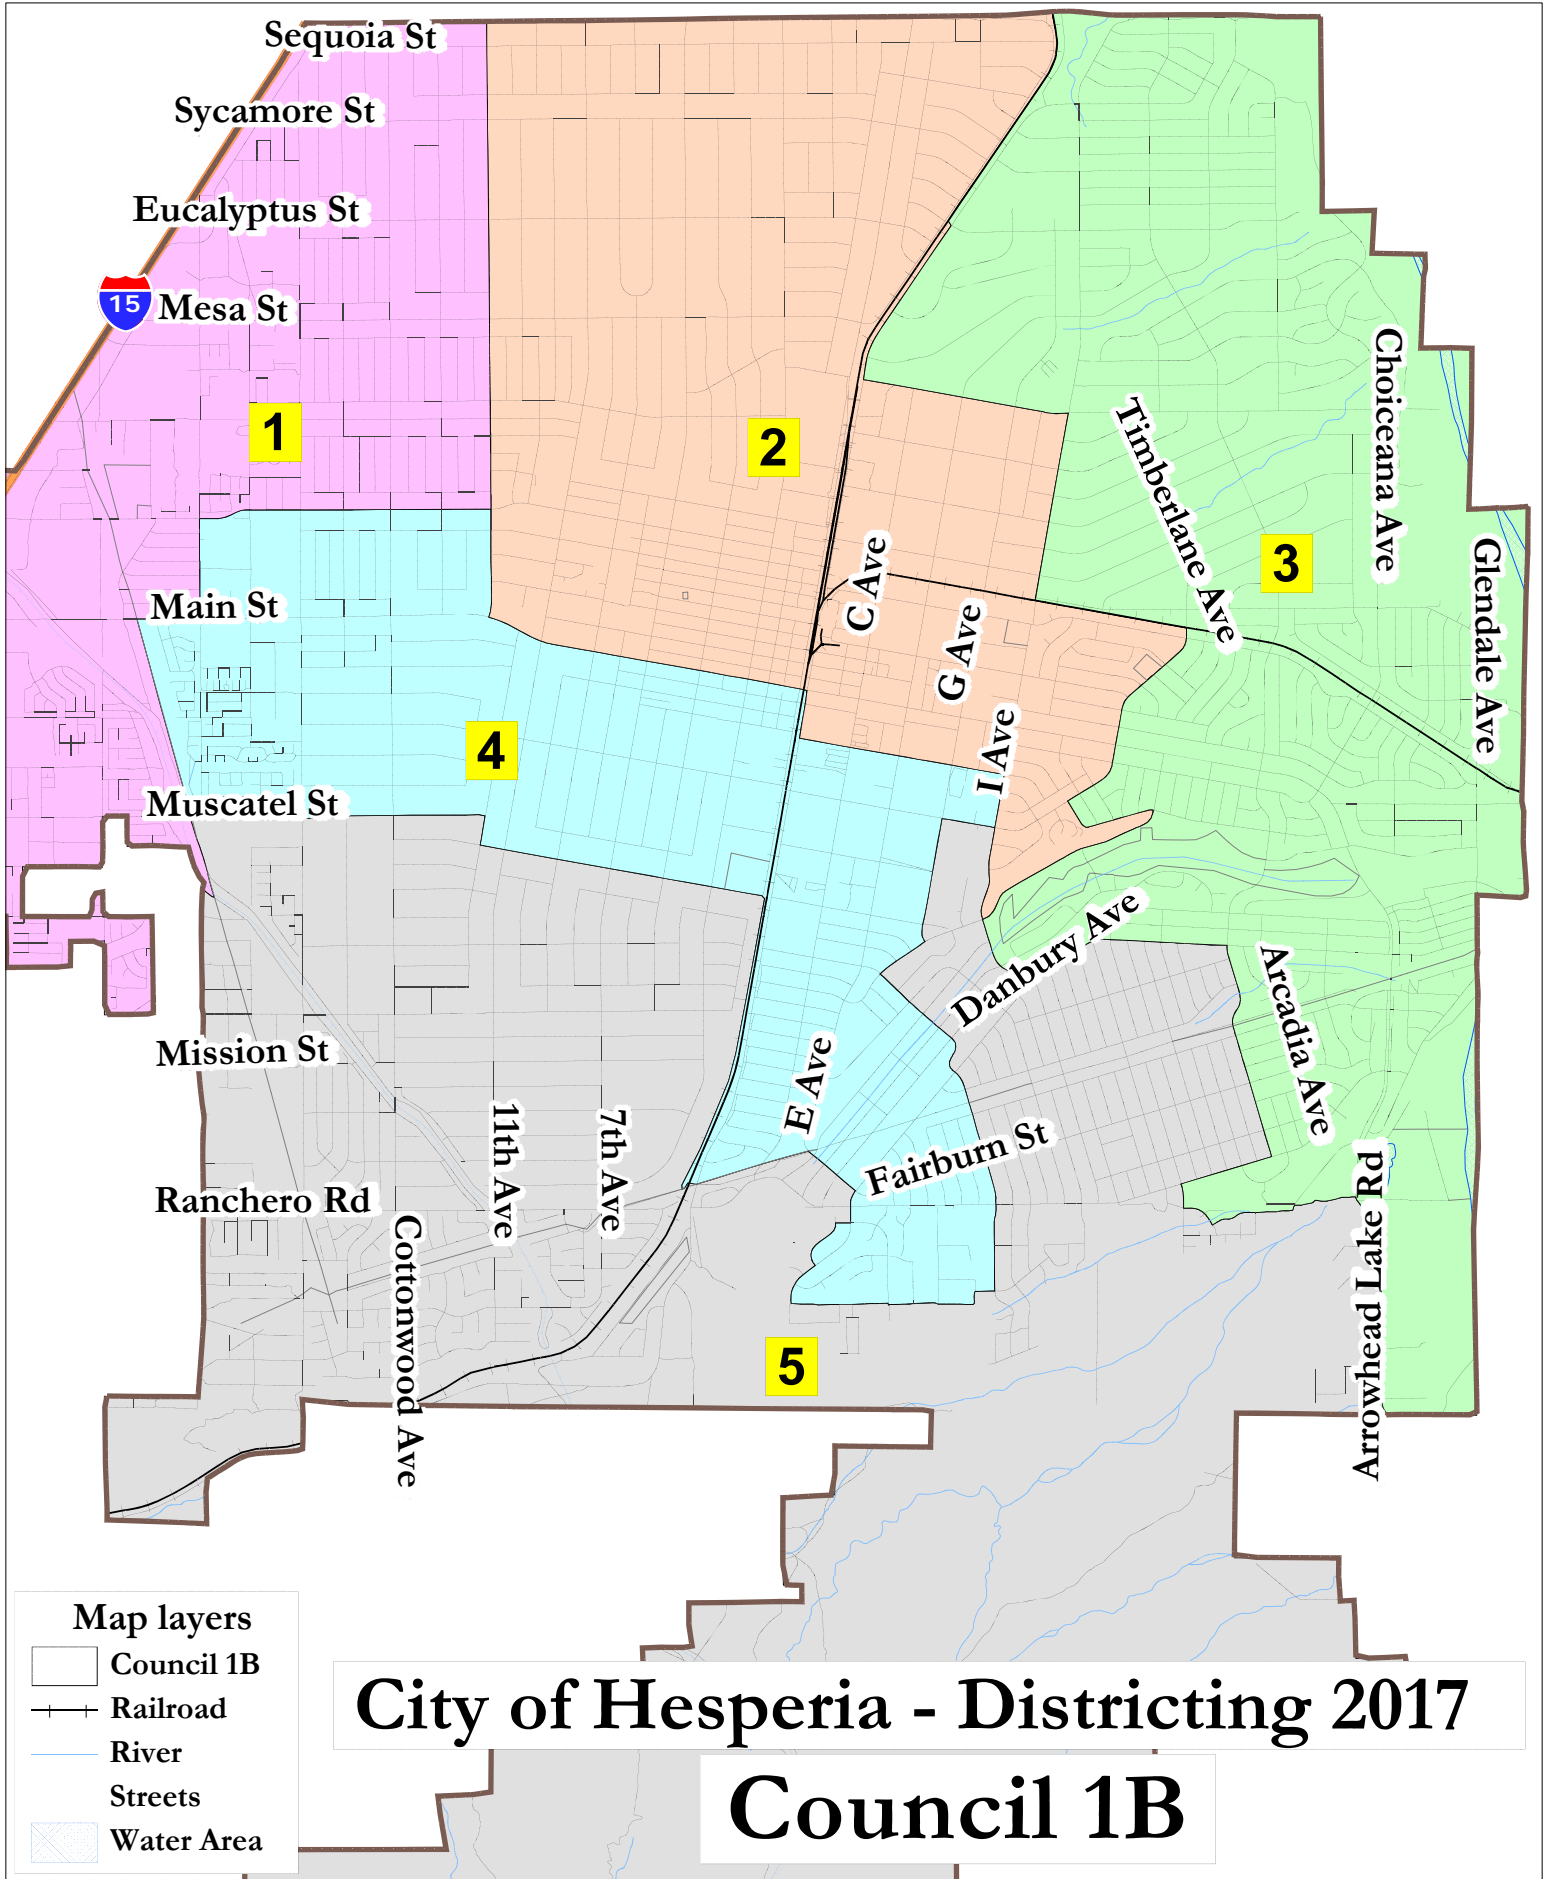 Sequoia St
Sycamore St
Eucalyptus St
15
Mesa St
Choiceana Ave
Timberlane Ave
1
2
3
C Ave
Glendale Ave
Main St
G Ave
I Ave
4
Muscatel St
Danbury Ave
Arcadia Ave
Mission St
E Ave
11th Ave
7th Ave
Fairburn St
Ranchero Rd
Cottonwood Ave
Arrowhead Lake Rd
5
Map layers
Council 1B
Railroad
River
Streets
Water Area
City of Hesperia - Districting 2017
Council 1B